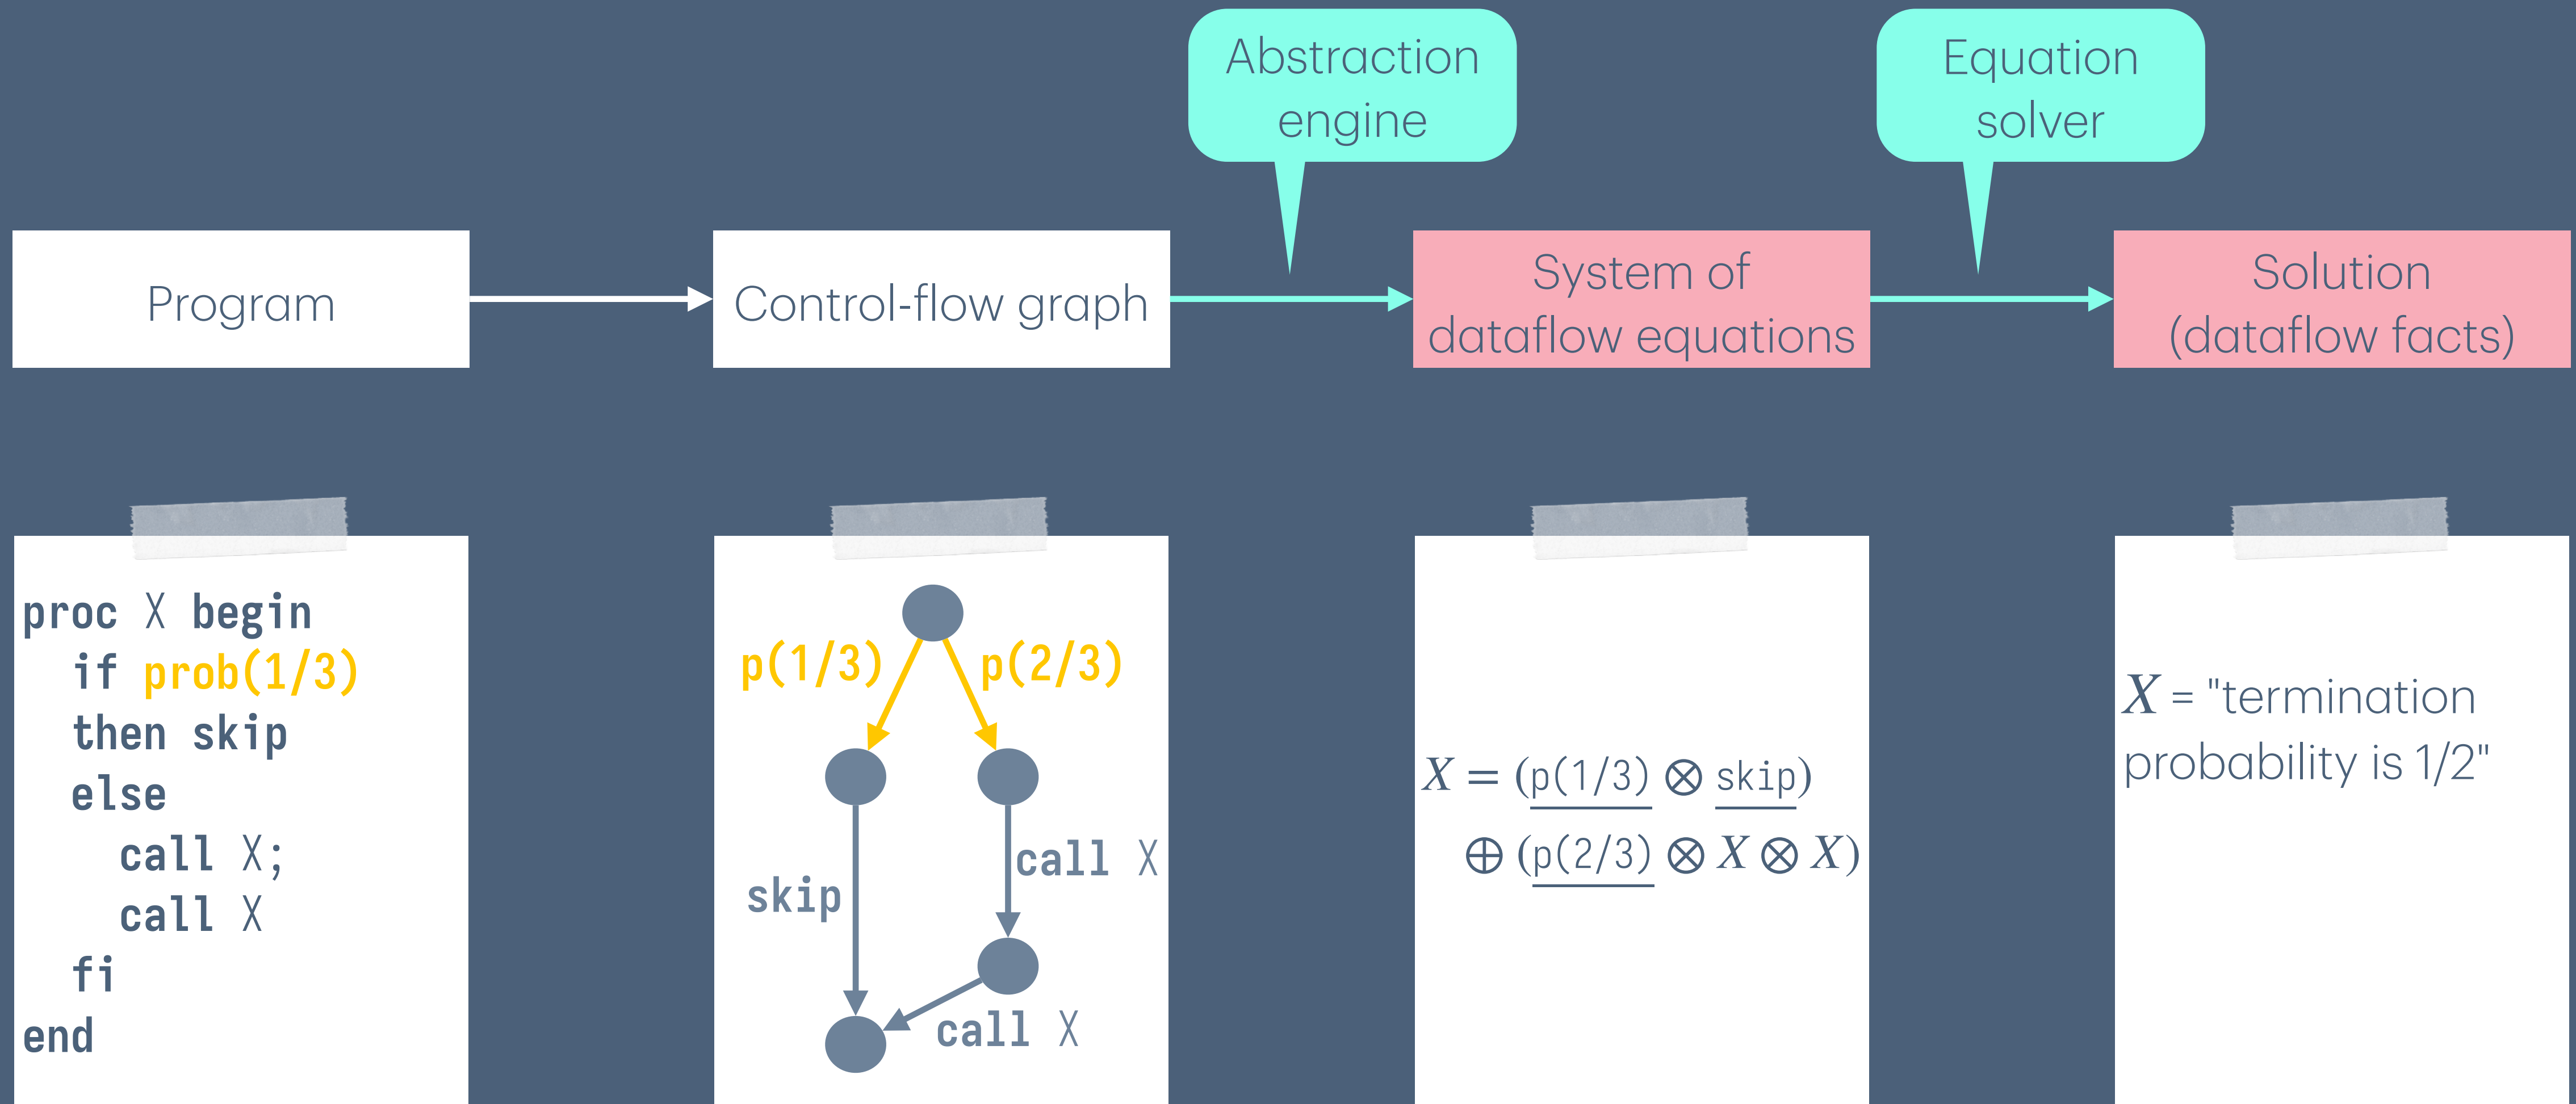 Abstraction
engine
Equation
solver
Program
Control-flow graph
System of
dataflow equations
Solution
(dataflow facts)
proc X begin
if prob(1/3)
then skip
else
call X;
call X
fi
end
p(1/3)
p(2/3)
call X
skip
call X
X = (p(1/3) ⊗ skip)
⊕ (p(2/3) ⊗ X ⊗ X)
X = "termination
probability is 1/2"